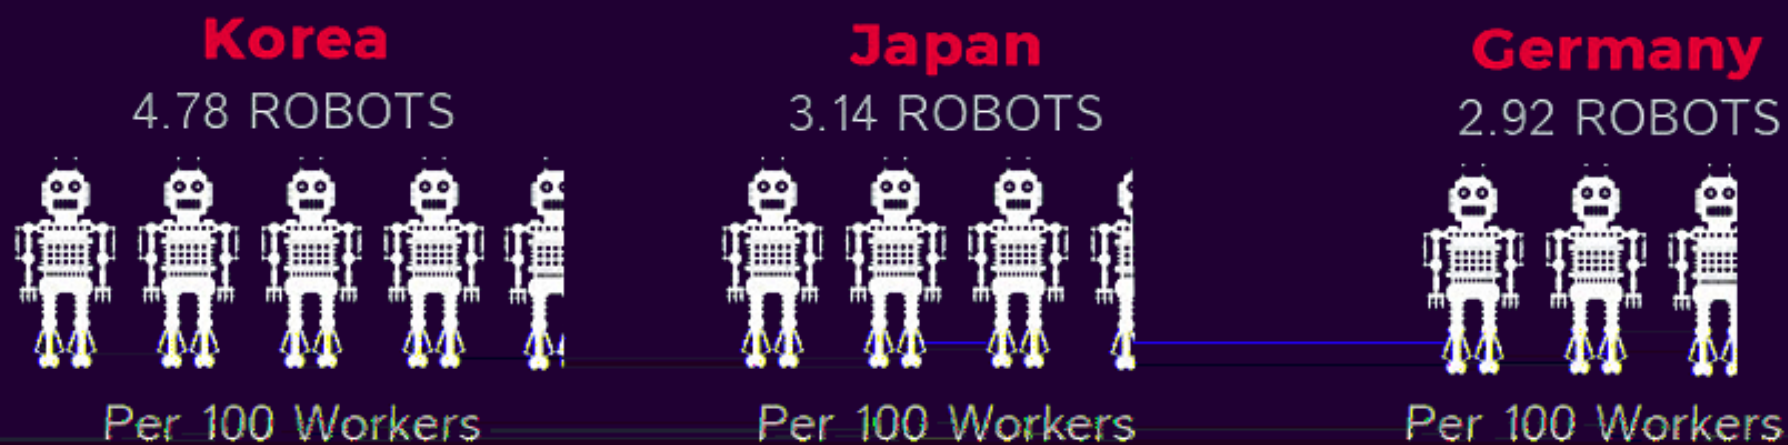 Korea
4.78 ROBOTS
Per 100 Workers
Japan
3.14 ROBOTS
Per 100 Workers
Germany
2.92 ROBOTS
Per 100 Workers